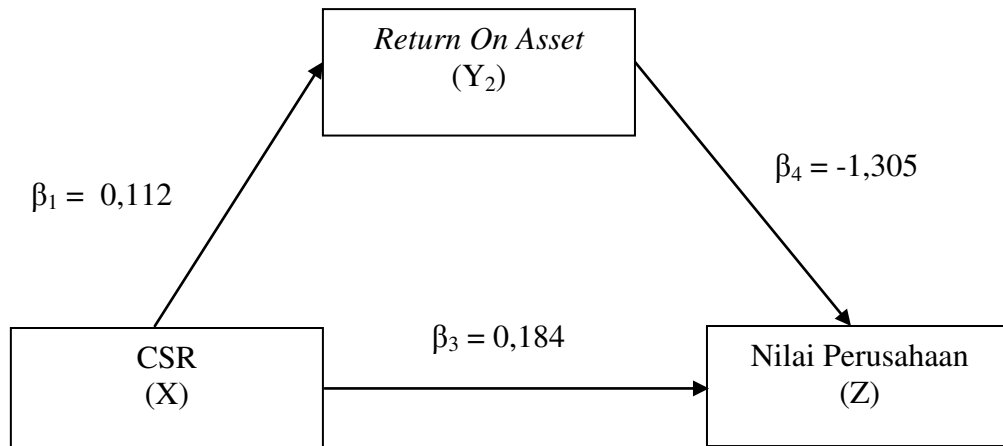 Return On Asset
(Y₂)
β₁ = 0,112
β₄ = -1,305
β₃ = 0,184
CSR
(X)
Nilai Perusahaan
(Z)